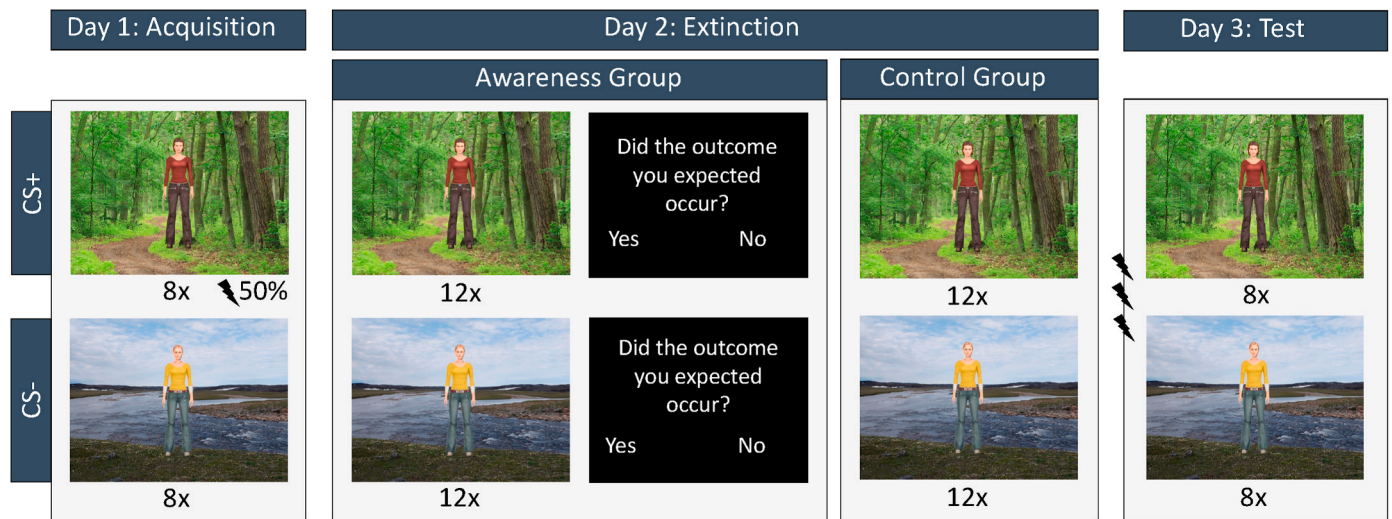 Day 1: Acquisition
Day 2: Extinction
Day 3: Test
Awareness Group
Control Group
CS+
Did the outcome
you expected
occur?
Yes No
8x 50%
12x
12x
8x
CS-
Did the outcome
you expected
occur?
Yes No
8x
12x
12x
8x